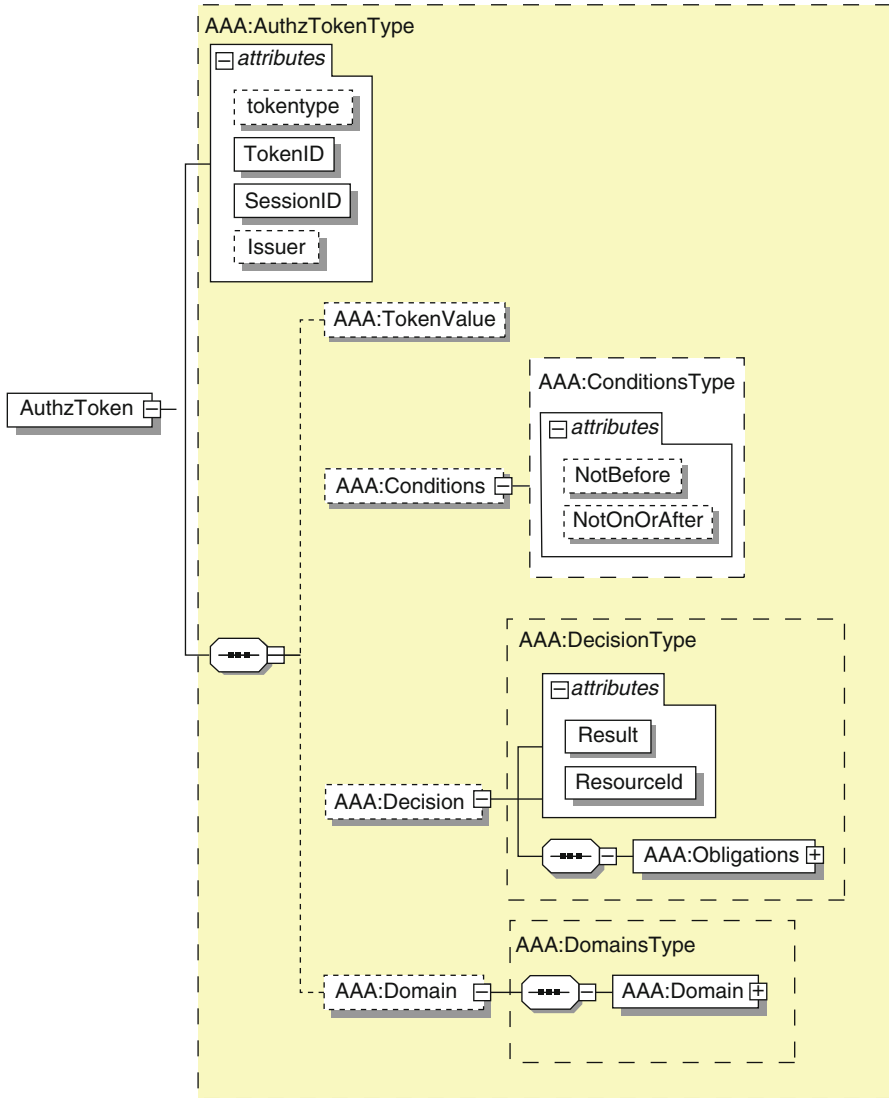 AAA:AuthzTokenType
attributes
tokentype
TokenID
SessionID
Issuer
AAA:TokenValue
AAA:ConditionsType
attributes
NotBefore
NotOnOrAfter
AuthzToken
AAA:Conditions
AAA:DecisionType
attributes
Result
ResourceId
AAA:Decision
AAA:Obligations
AAA:DomainsType
AAA:Domain
AAA:Domain